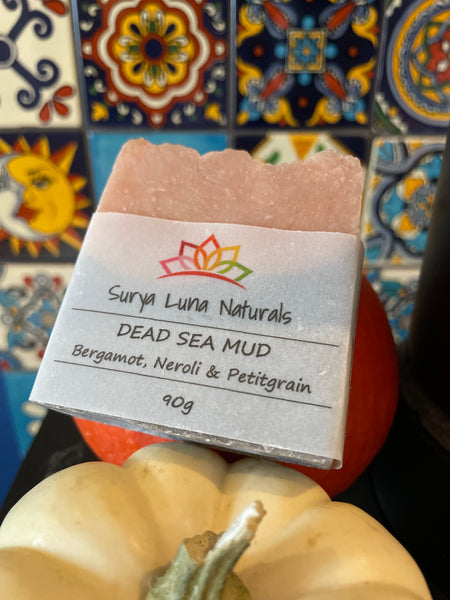 Surya Luna Naturals
DEAD SEA MUD
Bergamot, Neroli & Petitgrain
90g